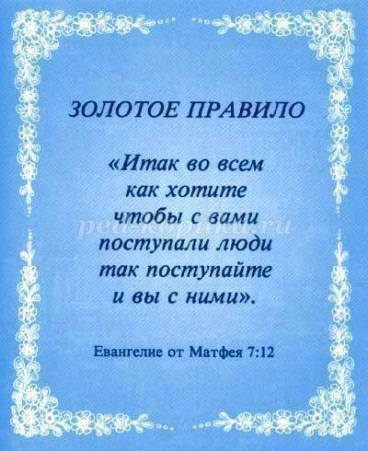 ЗОЛОТОЕ ПРАВИЛО
«Итак во всем
как хотите
чтобы с вами
поступали люди
так поступайте
и вы с ними».
Евангелие от Матфея 7:12